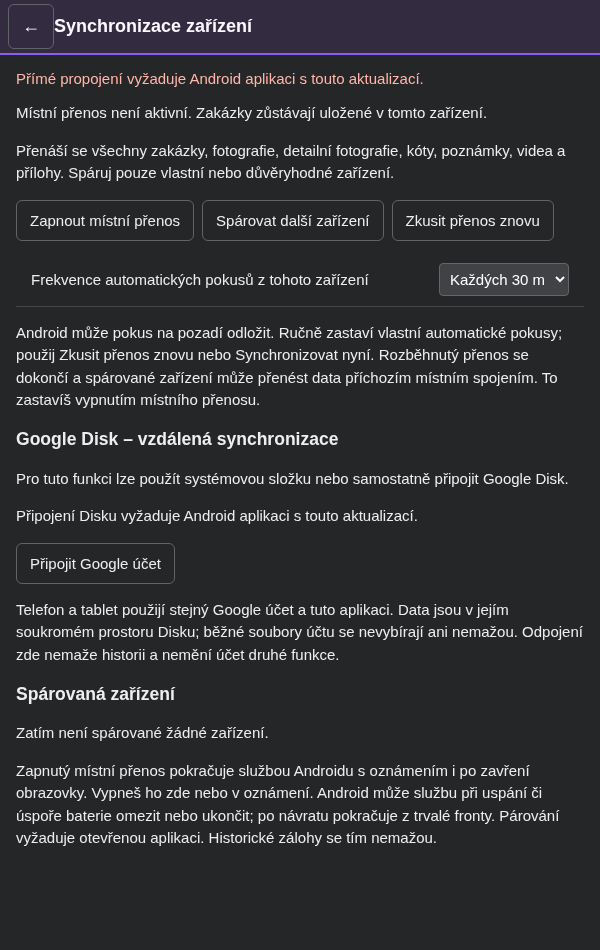 ←
Synchronizace zařízení
Přímé propojení vyžaduje Android aplikaci s touto aktualizací.
Místní přenos není aktivní. Zakázky zůstávají uložené v tomto zařízení.
Přenáší se všechny zakázky, fotografie, detailní fotografie, kóty, poznámky, videa a
přílohy. Spáruj pouze vlastní nebo důvěryhodné zařízení.
Zapnout místní přenos
Spárovat další zařízení
Zkusit přenos znovu
Frekvence automatických pokusů z tohoto zařízení
Každých 30 m
Android může pokus na pozadí odložit. Ručně zastaví vlastní automatické pokusy;
použij Zkusit přenos znovu nebo Synchronizovat nyní. Rozběhnutý přenos se
dokončí a spárované zařízení může přenést data příchozím místním spojením. To
zastavíš vypnutím místního přenosu.
Google Disk – vzdálená synchronizace
Pro tuto funkci lze použít systémovou složku nebo samostatně připojit Google Disk.
Připojení Disku vyžaduje Android aplikaci s touto aktualizací.
Připojit Google účet
Telefon a tablet použijí stejný Google účet a tuto aplikaci. Data jsou v jejím
soukromém prostoru Disku; běžné soubory účtu se nevybírají ani nemažou. Odpojení
zde nemaže historii a nemění účet druhé funkce.
Spárovaná zařízení
Zatím není spárované žádné zařízení.
Zapnutý místní přenos pokračuje službou Androidu s oznámením i po zavření
obrazovky. Vypneš ho zde nebo v oznámení. Android může službu při uspání či
úspoře baterie omezit nebo ukončit; po návratu pokračuje z trvalé fronty. Párování
vyžaduje otevřenou aplikaci. Historické zálohy se tím nemažou.